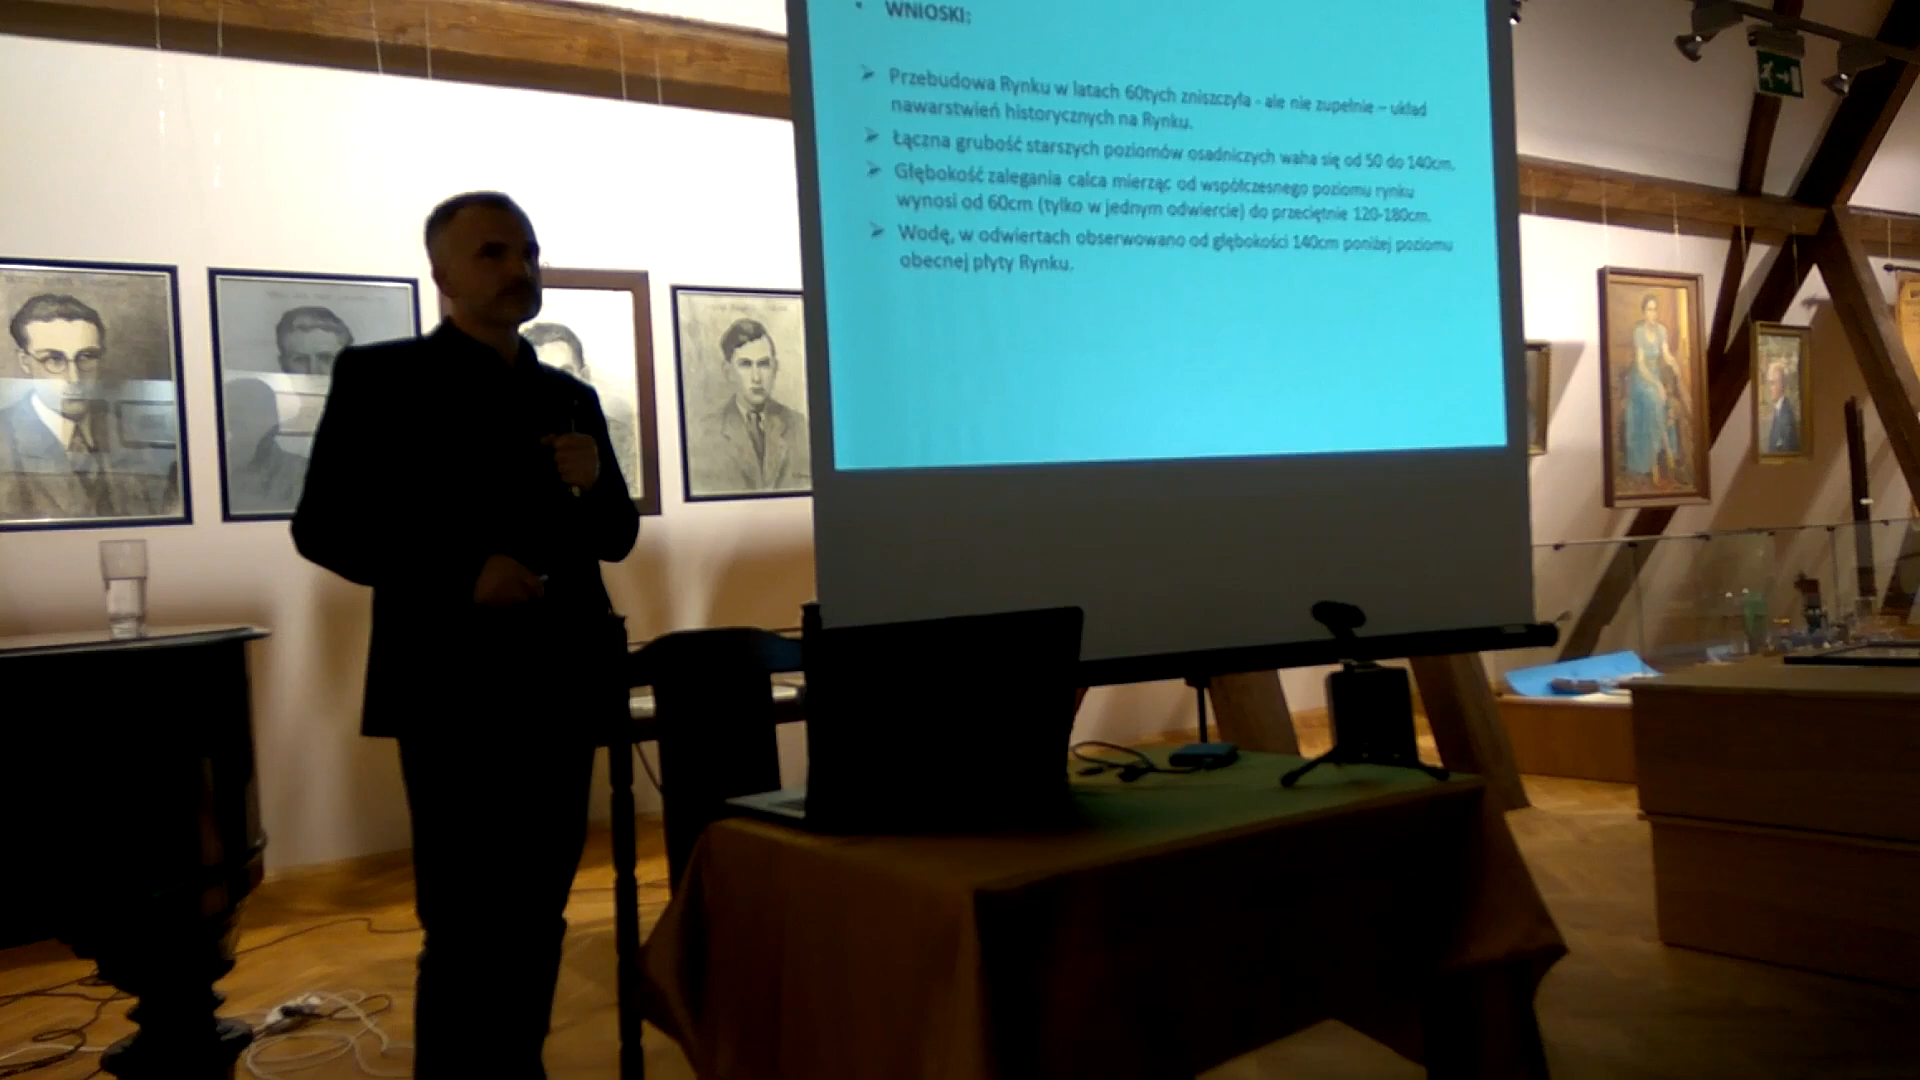 • WNIOSKI:
➢ Przebudowa Rynku w latach 60tych zniszczyła - ale nie zupełnie – układ
nawarstwień historycznych na Rynku.
➢ Łączna grubość starszych poziomów osadniczych waha się od 50 do 140cm.
➢ Głębokość zalegania calca mierząc od współczesnego poziomu rynku
wynosi od 60cm (tylko w jednym odwiercie) do przeciętnie 120-180cm.
➢ Wodę, w odwiertach obserwowano od głębokości 140cm poniżej poziomu
obecnej płyty Rynku.